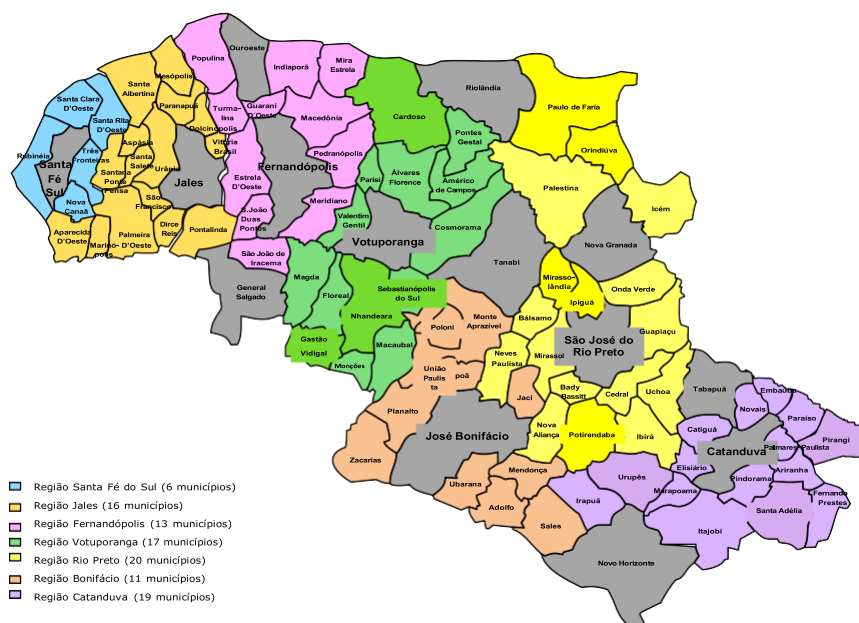 Ouroeste
Populina
Mira
Estrela
Indiaporã
Mesópolis
Santa
Albertina
Riolândia
Paulo de Faria
Santa Clara
D'Oeste
Paranapuã
Turma-
lina
Guarani
D'Oeste
Macedônia
Cardoso
Santa Rita
D'Oeste
Dolcinópolis
Pontes
Gestal
Aspásia
Vitória
Brasil
Orindiúva
Rubinéia
Três
Fronteiras
Santa
Salete
Urânia
Pedranópolis
Santa
Fé
Sul
Santana
Ponte
Pensa
Jales
Fernandópolis
Estrela
D'Oeste
Parisi
Álvares
Florence
Américo
de Campos
Palestina
Nova
Canaã
São
Francisco
Meridiano
Icém
S.João
Duas
Pontes
Valentim
Gentil
Aparecida
D'Oeste
Marinó-
polis
Palmeira
D'Oeste
Dirce
Reis
Pontalinda
Votuporanga
Cosmorama
Nova Granada
São João de
Iracema
Tanabi
General
Salgado
Magda
Floreal
Sebastianópolis
do Sul
Mirasso-
lândia
Ipiguá
Onda Verde
Nhandeara
Monte
Aprazível
Poloni
Bálsamo
Guapiaçu
Gastão
Vidigal
Macaubal
São José do
Rio Preto
Monções
União
Paulis
ta
poã
Neves
Paulista
Mirassol
Bady
Bassitt
Cedral
Uchoa
Tabapuã
Embaúba
Jaci
Novais
Paraíso
Planalto
José Bonifácio
Nova
Aliança
Potirendaba
Ibirá
Catiguá
Catanduva
Palmares
Paulista
Pirangi
Zacarias
Mendonça
Elisiário
Pindorama
Ariranha
Ubarana
Irapuã
Urupês
Marapoama
Fernando
Prestes
Adolfo
Sales
Santa Adélia
Itajobi
Novo Horizonte
Região Santa Fé do Sul (6 municípios)
Região Jales (16 municípios)
Região Fernandópolis (13 municípios)
Região Votuporanga (17 municípios)
Região Rio Preto (20 municípios)
Região Bonifácio (11 municípios)
Região Catanduva (19 municípios)